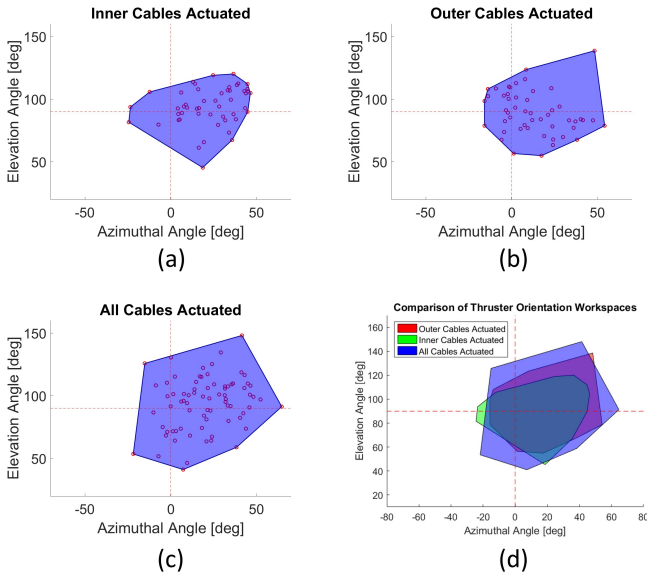 Inner Cables Actuated
Elevation Angle [deg]
150
100
50
-50
0
50
Azimuthal Angle [deg]
(a)
Outer Cables Actuated
Elevation Angle [deg]
150
100
50
-50
0
50
Azimuthal Angle [deg]
(b)
All Cables Actuated
Elevation Angle [deg]
150
100
50
-50
0
50
Azimuthal Angle [deg]
(c)
Comparison of Thruster Orientation Workspaces
Outer Cables Actuated
Inner Cables Actuated
All Cables Actuated
Elevation Angle [deg]
160
140
120
100
80
60
40
20
-80
-60
-40
-20
0
20
40
60
80
Azimuthal Angle [deg]
(d)